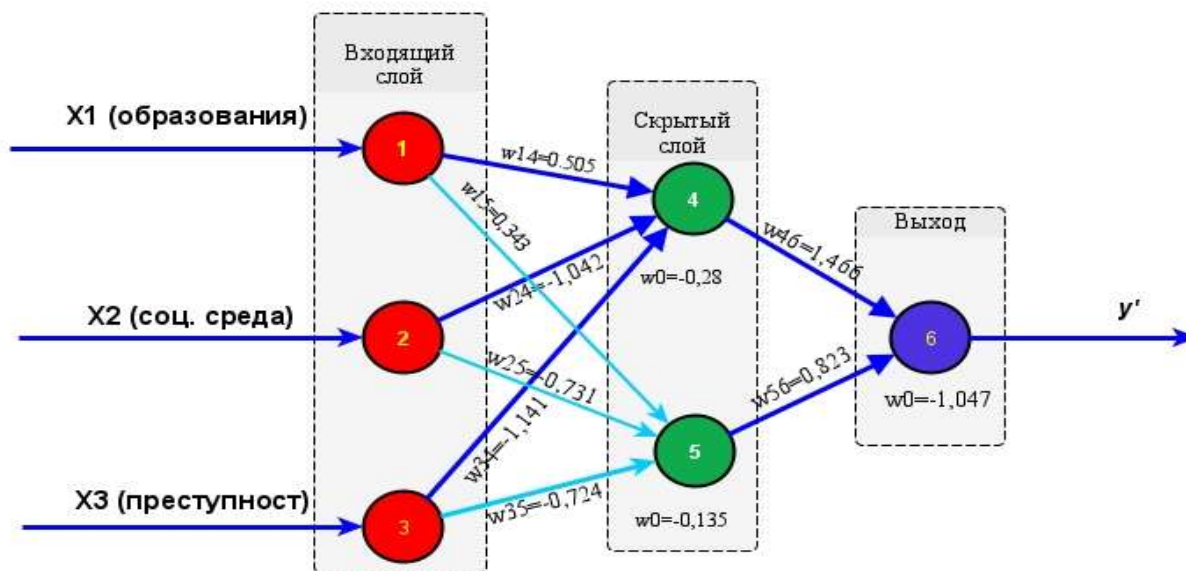 Входящий
слой
X1 (образования)
1
w14=0.505
w15=0,343
Скрытый
слой
4
w0=-0,28
w46=1,466
Выход
X2 (соц. среда)
2
w24=-1,042
w25=-0,731
6
y'
w0=-1,047
w34=-1,141
w56=0,823
5
w0=-0,135
X3 (преступност)
3
w35=-0,724